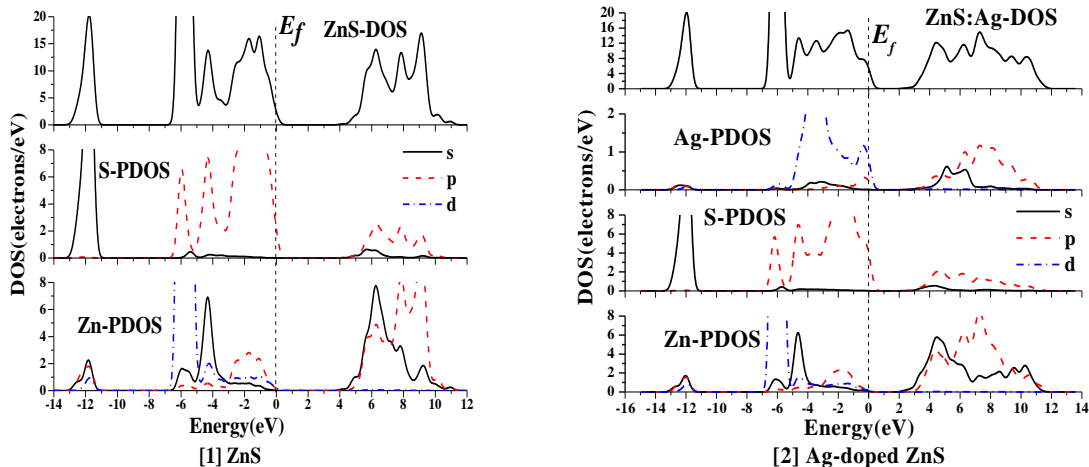 DOS(electrons/eV)
20
15
10
5
0
E_f
ZnS-DOS
8
6
4
2
0
S-PDOS
s
p
d
8
6
4
2
0
Zn-PDOS
-14 -12 -10 -8 -6 -4 -2 0 2 4 6 8 10 12
Energy(eV)
[1] ZnS
DOS(electrons/eV)
20
16
12
8
4
0
E_f
ZnS:Ag-DOS
2
1
0
Ag-PDOS
8
6
4
2
0
S-PDOS
s
p
d
8
6
4
2
0
Zn-PDOS
-16 -14 -12 -10 -8 -6 -4 -2 0 2 4 6 8 10 12 14
Energy(eV)
[2] Ag-doped ZnS